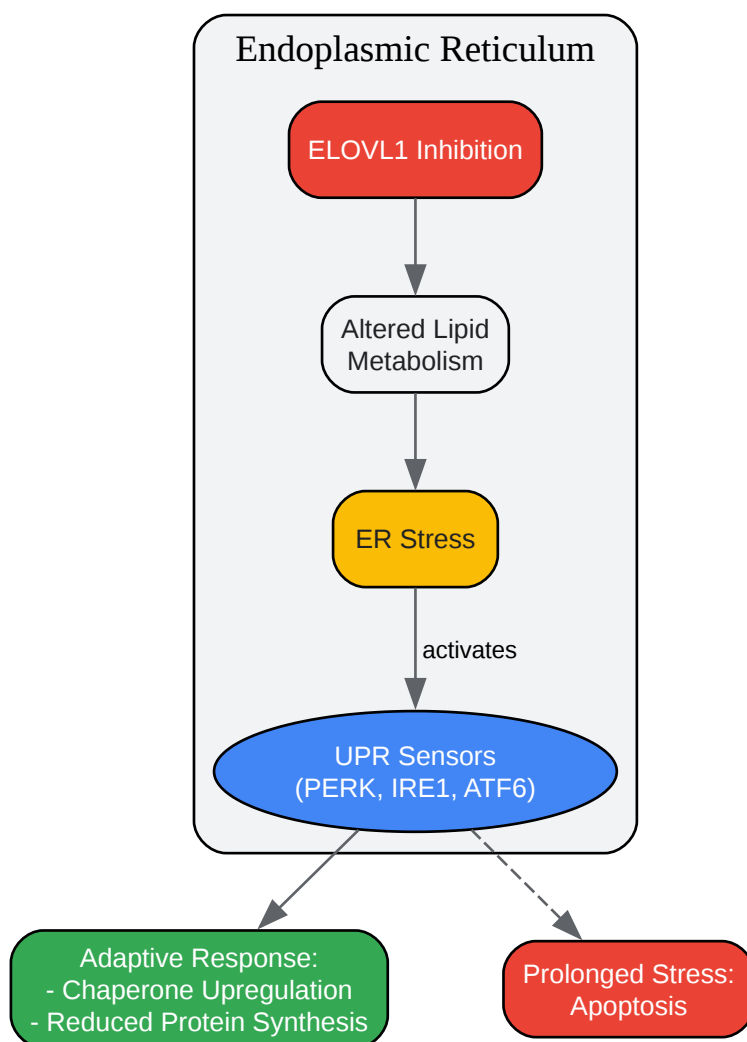 Endoplasmic Reticulum
ELOVL1 Inhibition
Altered Lipid
Metabolism
ER Stress
activates
UPR Sensors
(PERK, IRE1, ATF6)
Adaptive Response:
- Chaperone Upregulation
- Reduced Protein Synthesis
Prolonged Stress:
Apoptosis